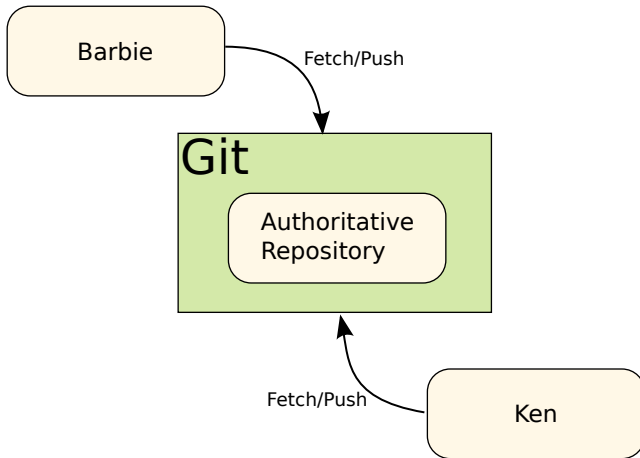 Barbie
Fetch/Push
Git
Authoritative
Repository
Fetch/Push
Ken